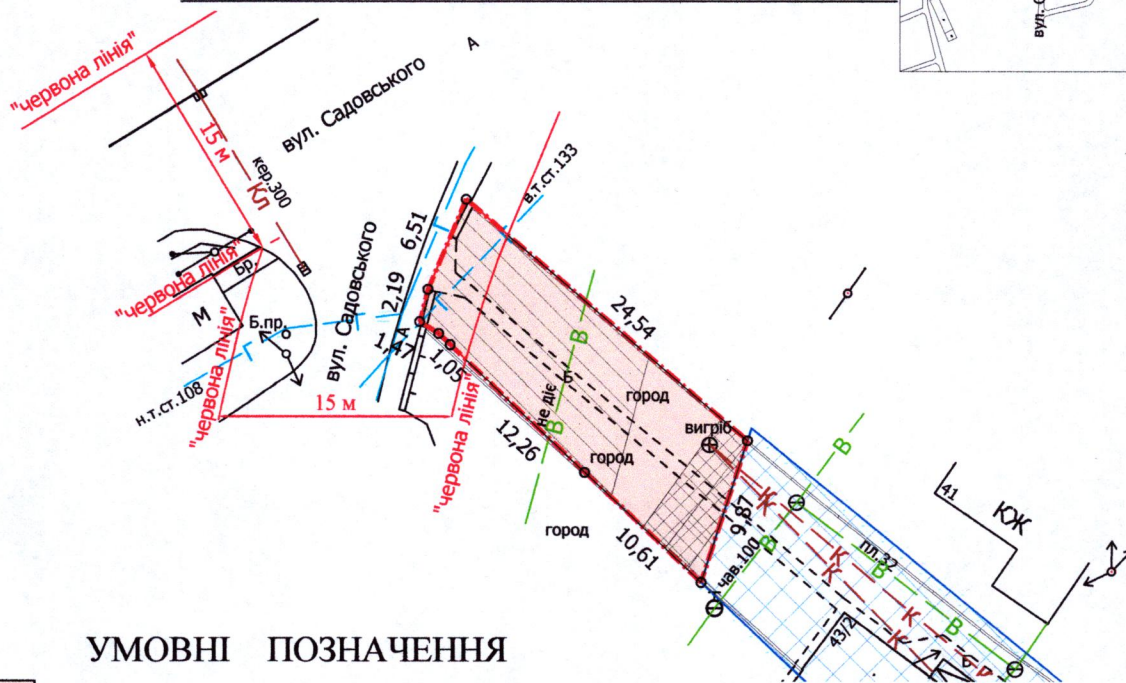 "червона лінія"
15 м
кер.300
Кл
вул. Садовського
А
"червона лінія"
Бр.
М
"червона лінія"
Б.пр.
Г
н.т.ст.108
15 м
вул. Садовського
6,51
2,19
А
1,47
1,05
Г
К
в.т.ст.133
"червона лінія"
24,54
В
Б
не діє
В
город
город
город
12,26
10,61
9,87
вигріб
В
К
К
К
К
К
К
В
В
В
пл.32
чав.100
43/2
41
КЖ
УМОВНІ ПОЗНАЧЕННЯ